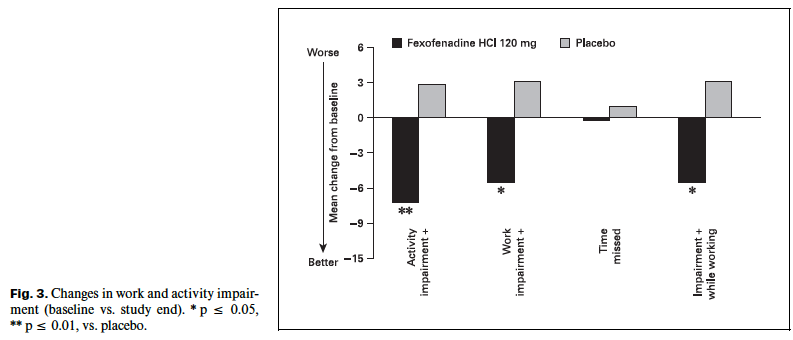 Worse
Better
Mean change from baseline
6
3
0
−3
−6
−9
−15
Fexofenadine HCl 120 mg
Placebo
**
*
*
Activity
impairment +
Work
impairment +
Time
missed
Impairment +
while working
Fig. 3. Changes in work and activity impair-
ment (baseline vs. study end). * p ≤ 0.05,
** p ≤ 0.01, vs. placebo.